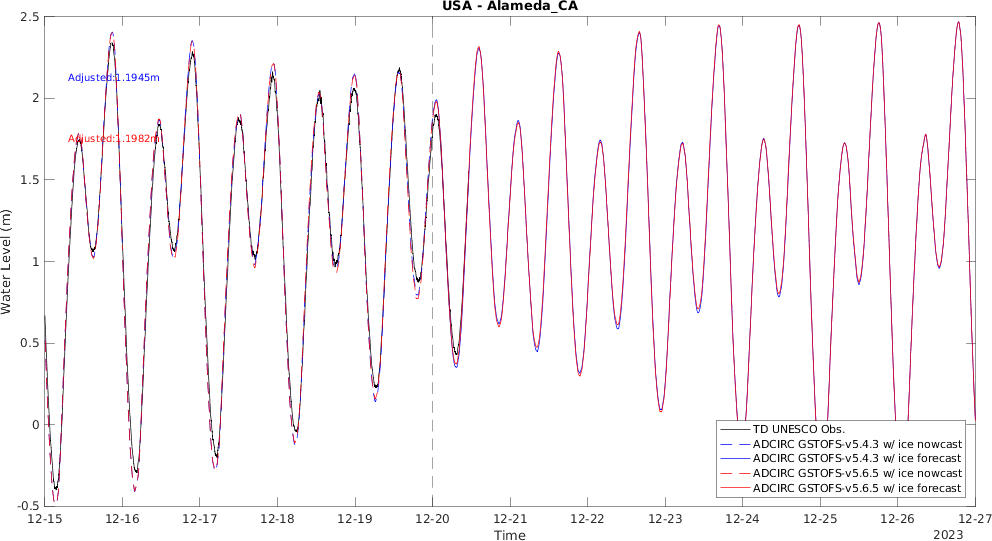 USA - Alameda_CA
2.5
2
1.5
1
0.5
0
-0.5
Water Level (m)
Adjusted:1.1945m
Adjusted:1.1982m
TD UNESCO Obs.
ADCIRC GSTOFS-v5.4.3 w/ ice nowcast
ADCIRC GSTOFS-v5.4.3 w/ ice forecast
ADCIRC GSTOFS-v5.6.5 w/ ice nowcast
ADCIRC GSTOFS-v5.6.5 w/ ice forecast
12-15 12-16 12-17 12-18 12-19 12-20 12-21 12-22 12-23 12-24 12-25 12-26 12-27
Time
2023